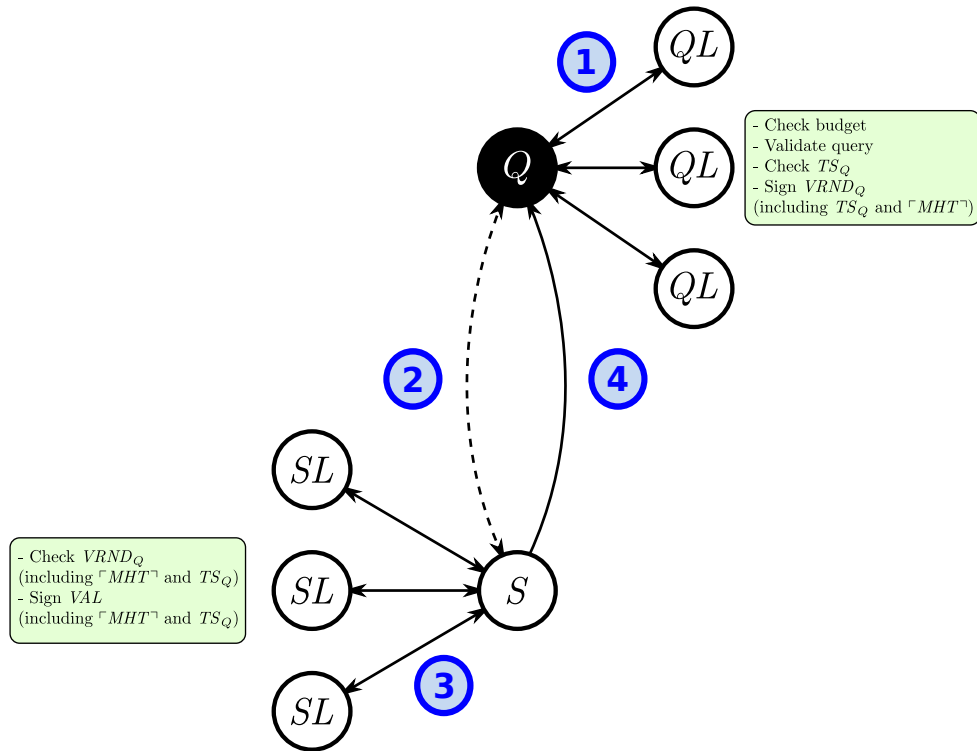 QL
1
Q
QL
- Check budget
- Validate query
- Check TS_Q
- Sign VRND_Q
(including TS_Q and ⌜MHT⌝)
QL
2
4
SL
- Check VRND_Q
(including ⌜MHT⌝ and TS_Q)
- Sign VAL
(including ⌜MHT⌝ and TS_Q)
SL
S
3
SL